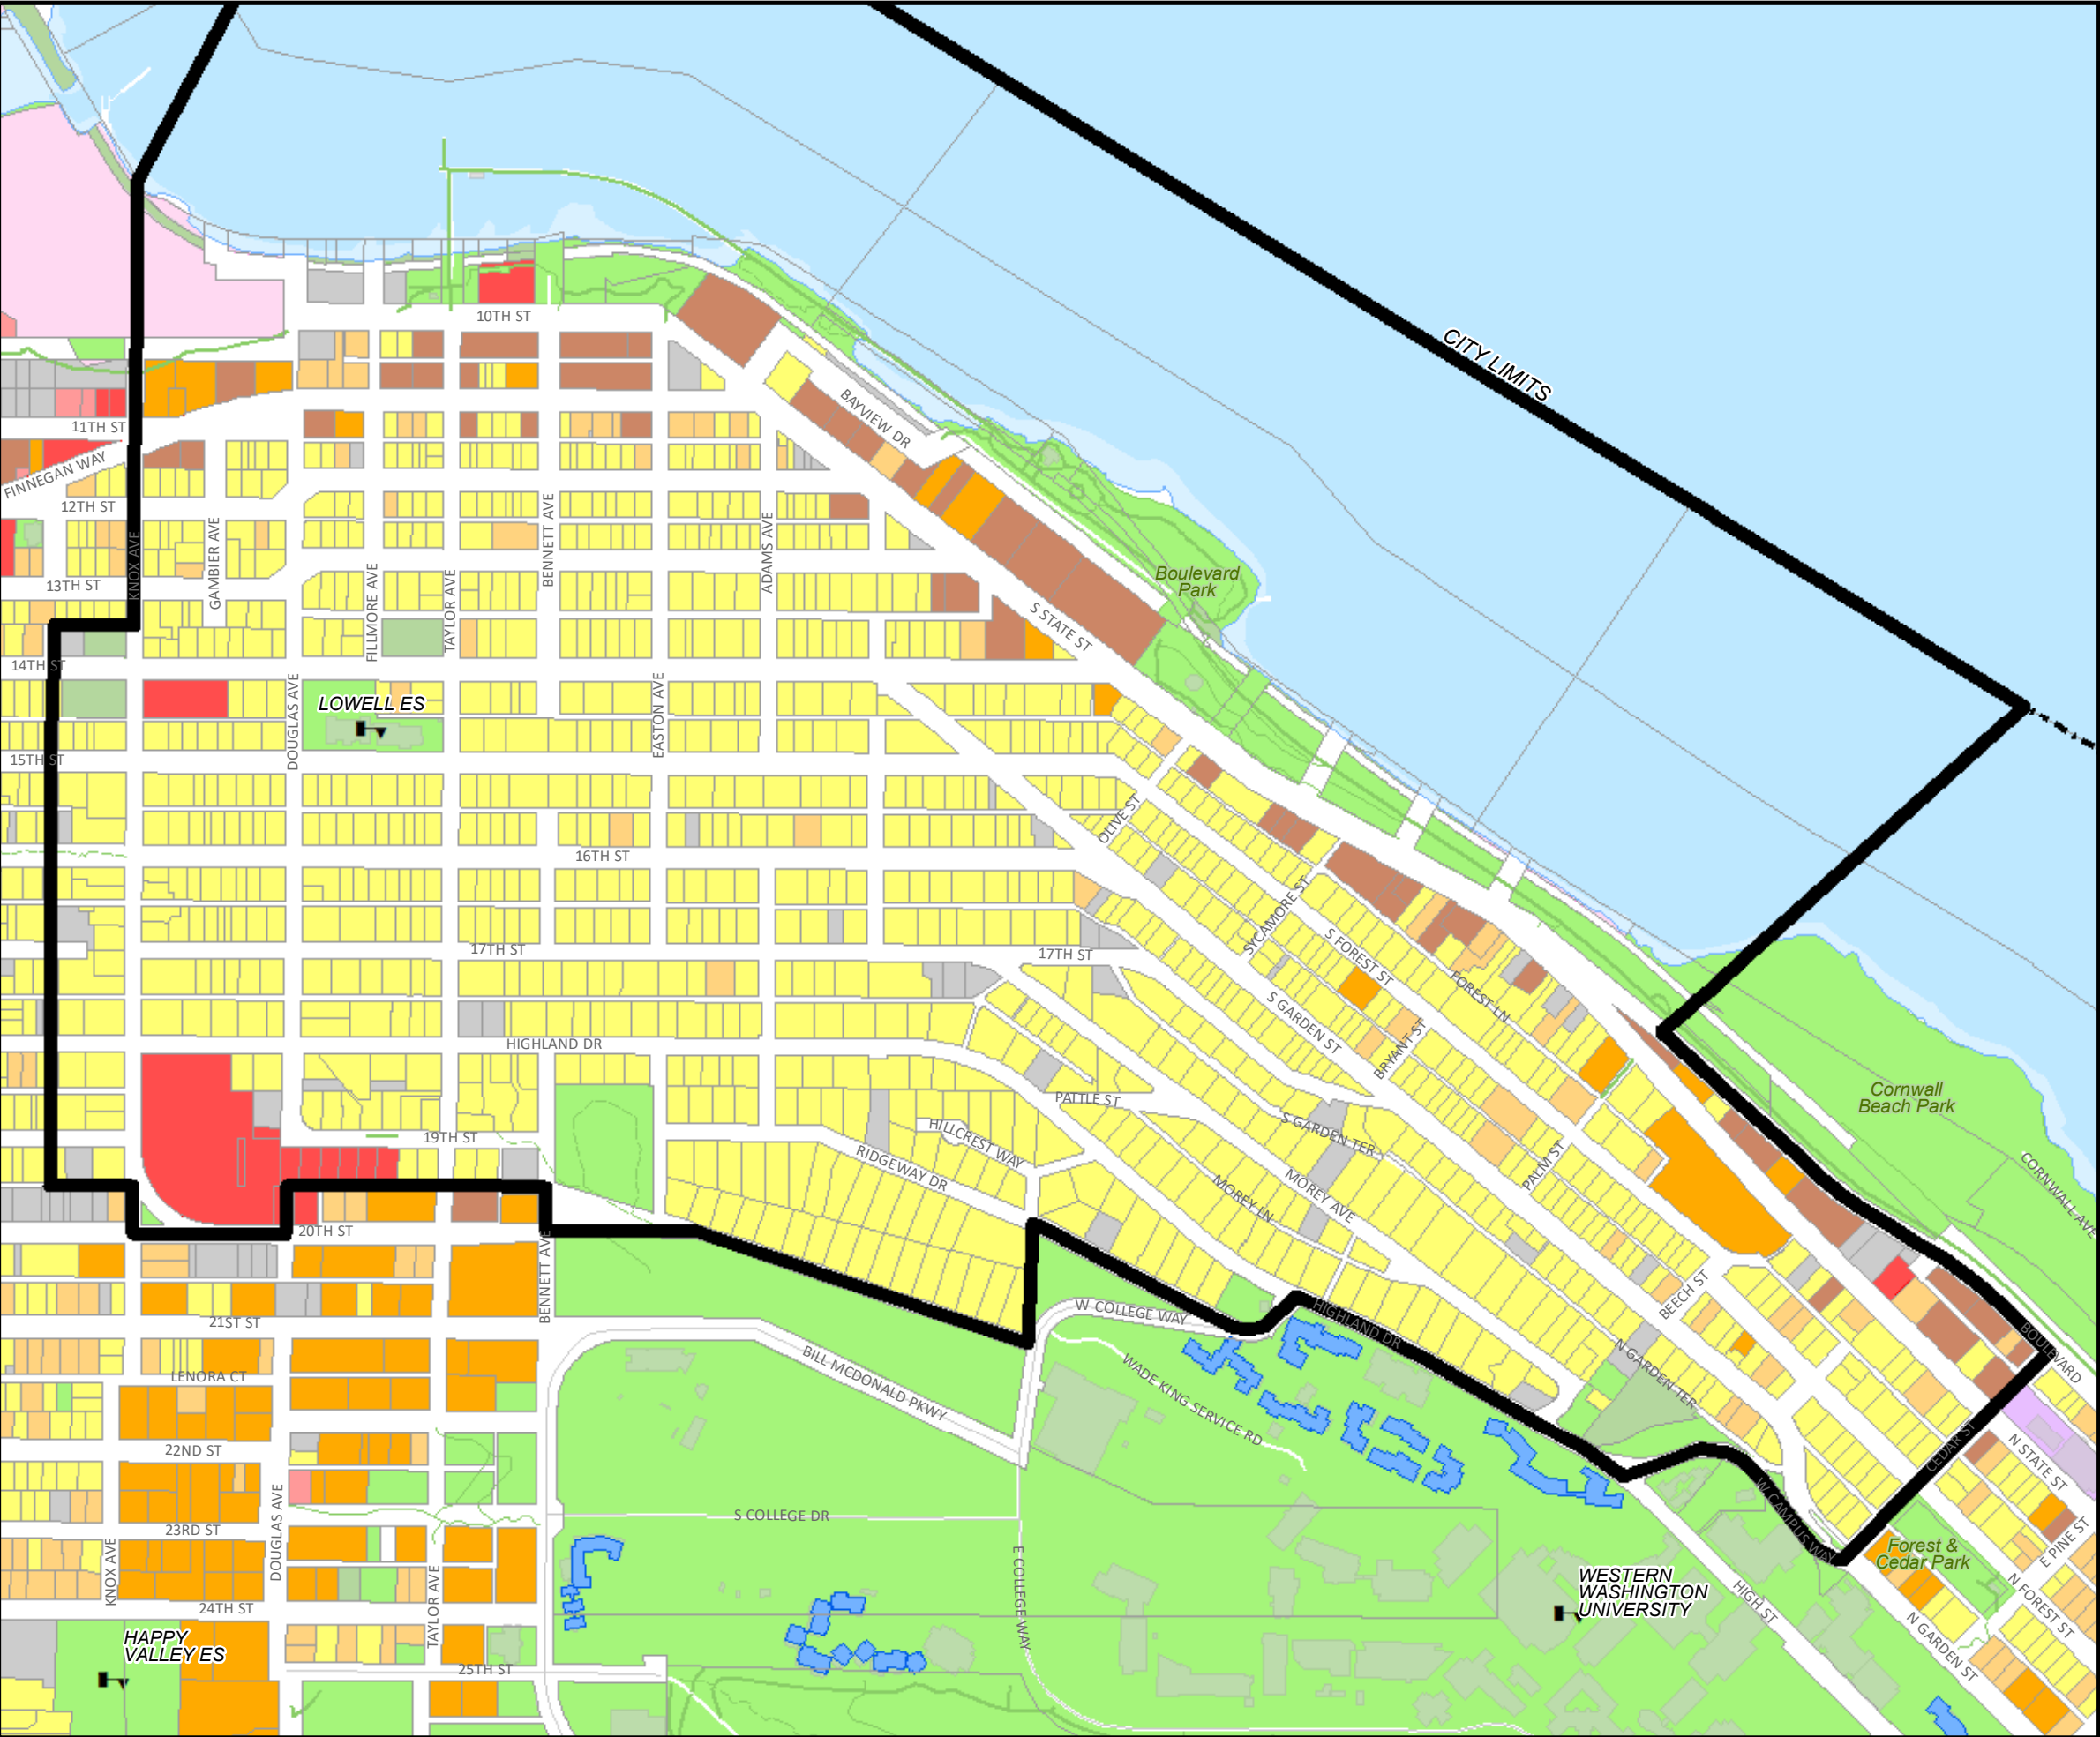 10TH ST
CITY LIMITS
BAYVIEW DR
11TH ST
FINNEGAN WAY
12TH ST
KNOX AVE
GAMBIER AVE
BENNETT AVE
ADAMS AVE
13TH ST
FILLMORE AVE
TAYLOR AVE
Boulevard
Park
S STATE ST
14TH ST
DOUGLAS AVE
LOWELL ES
EASTON AVE
15TH ST
OLIVE ST
16TH ST
SYCAMORE ST
17TH ST
17TH ST
S FOREST ST
FOREST LN
S GARDEN ST
BRYANT ST
HIGHLAND DR
PATTLE ST
Cornwall
Beach Park
19TH ST
HILLCREST WAY
S GARDEN TER
RIDGEWAY DR
MOREY LN
MOREY AVE
PALM ST
CORNWALL AVE
20TH ST
BENNETT AVE
BEECH ST
W COLLEGE WAY
HIGHLAND DR
21ST ST
BOULEVARD
LENORA CT
BILL MCDONALD PKWY
WADE KING SERVICE RD
N GARDEN TER
22ND ST
CEDAR ST
N STATE ST
DOUGLAS AVE
S COLLEGE DR
W CAMPUS WAY
23RD ST
KNOX AVE
E COLLEGE WAY
Forest &
Cedar Park
E PINE ST
TAYLOR AVE
24TH ST
WESTERN
WASHINGTON
UNIVERSITY
HIGH ST
N FOREST ST
N GARDEN ST
HAPPY
VALLEY ES
25TH ST